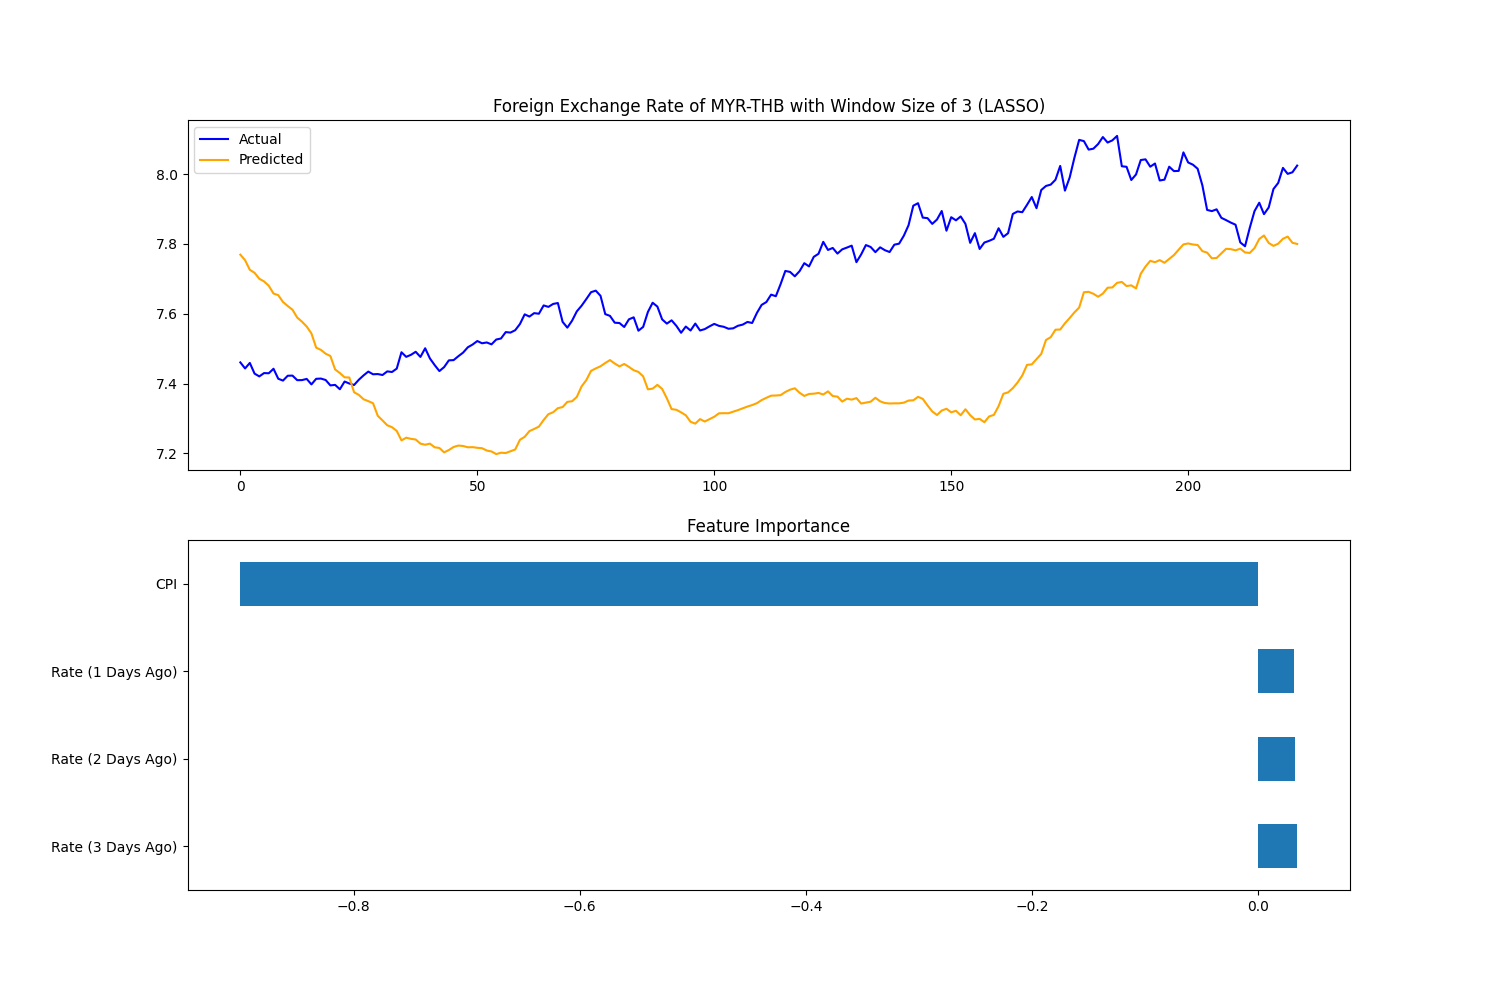 Foreign Exchange Rate of MYR-THB with Window Size of 3 (LASSO)
Actual
Predicted
8.0
7.8
7.6
7.4
7.2
0 50 100 150 200
Feature Importance
CPI
Rate (1 Days Ago)
Rate (2 Days Ago)
Rate (3 Days Ago)
−0.8 −0.6 −0.4 −0.2 0.0